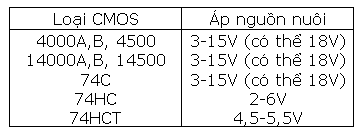 Loại CMOS Áp nguồn nuôi
4000A,B, 4500 3-15V (có thể 18V)
14000A,B, 14500 3-15V (có thể 18V)
74C 3-15V (có thể 18V)
74HC 2-6V
74HCT 4,5-5,5V